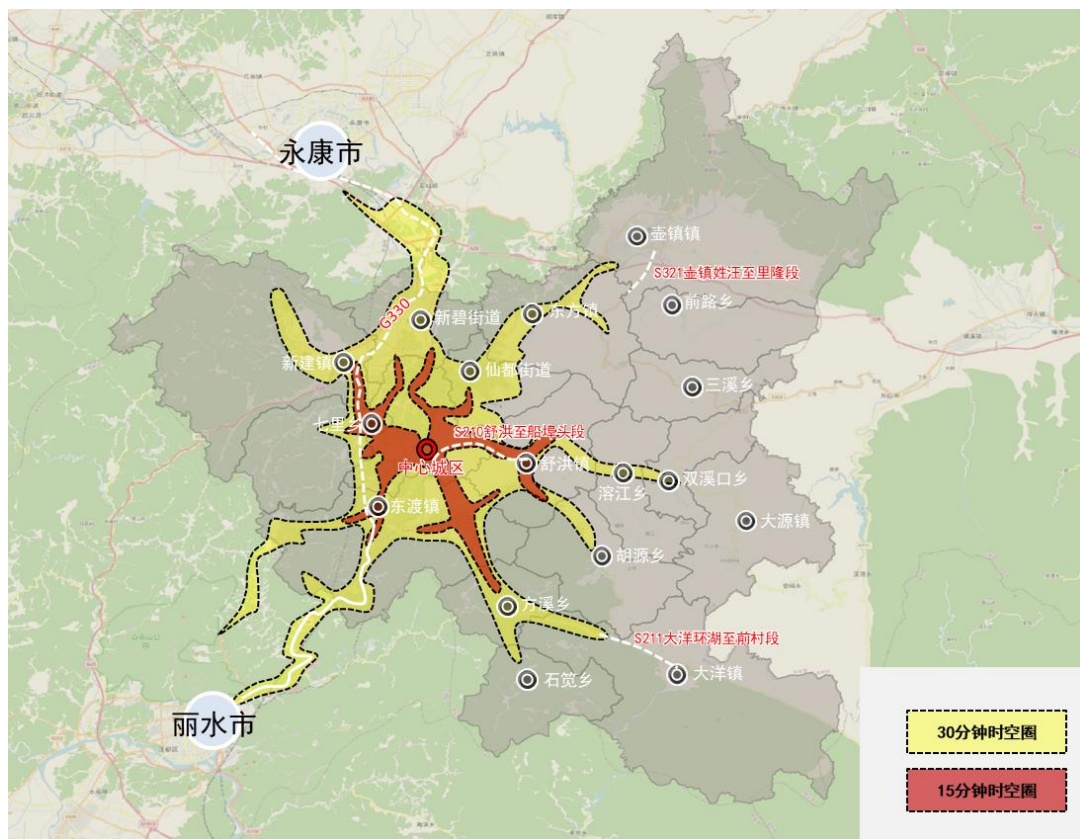 永康市
壶镇镇
S321壶镇姓汪至里隆段
前路乡
东方镇
G330
新碧街道
新建镇
仙都街道
三溪乡
七里乡
S210舒洪至船埠头段
中心城区
舒洪镇
溶江乡
双溪口乡
东渡镇
大源镇
胡源乡
方溪乡
S211大洋环湖至前村段
石笕乡
大洋镇
丽水市
30分钟时空圈
15分钟时空圈